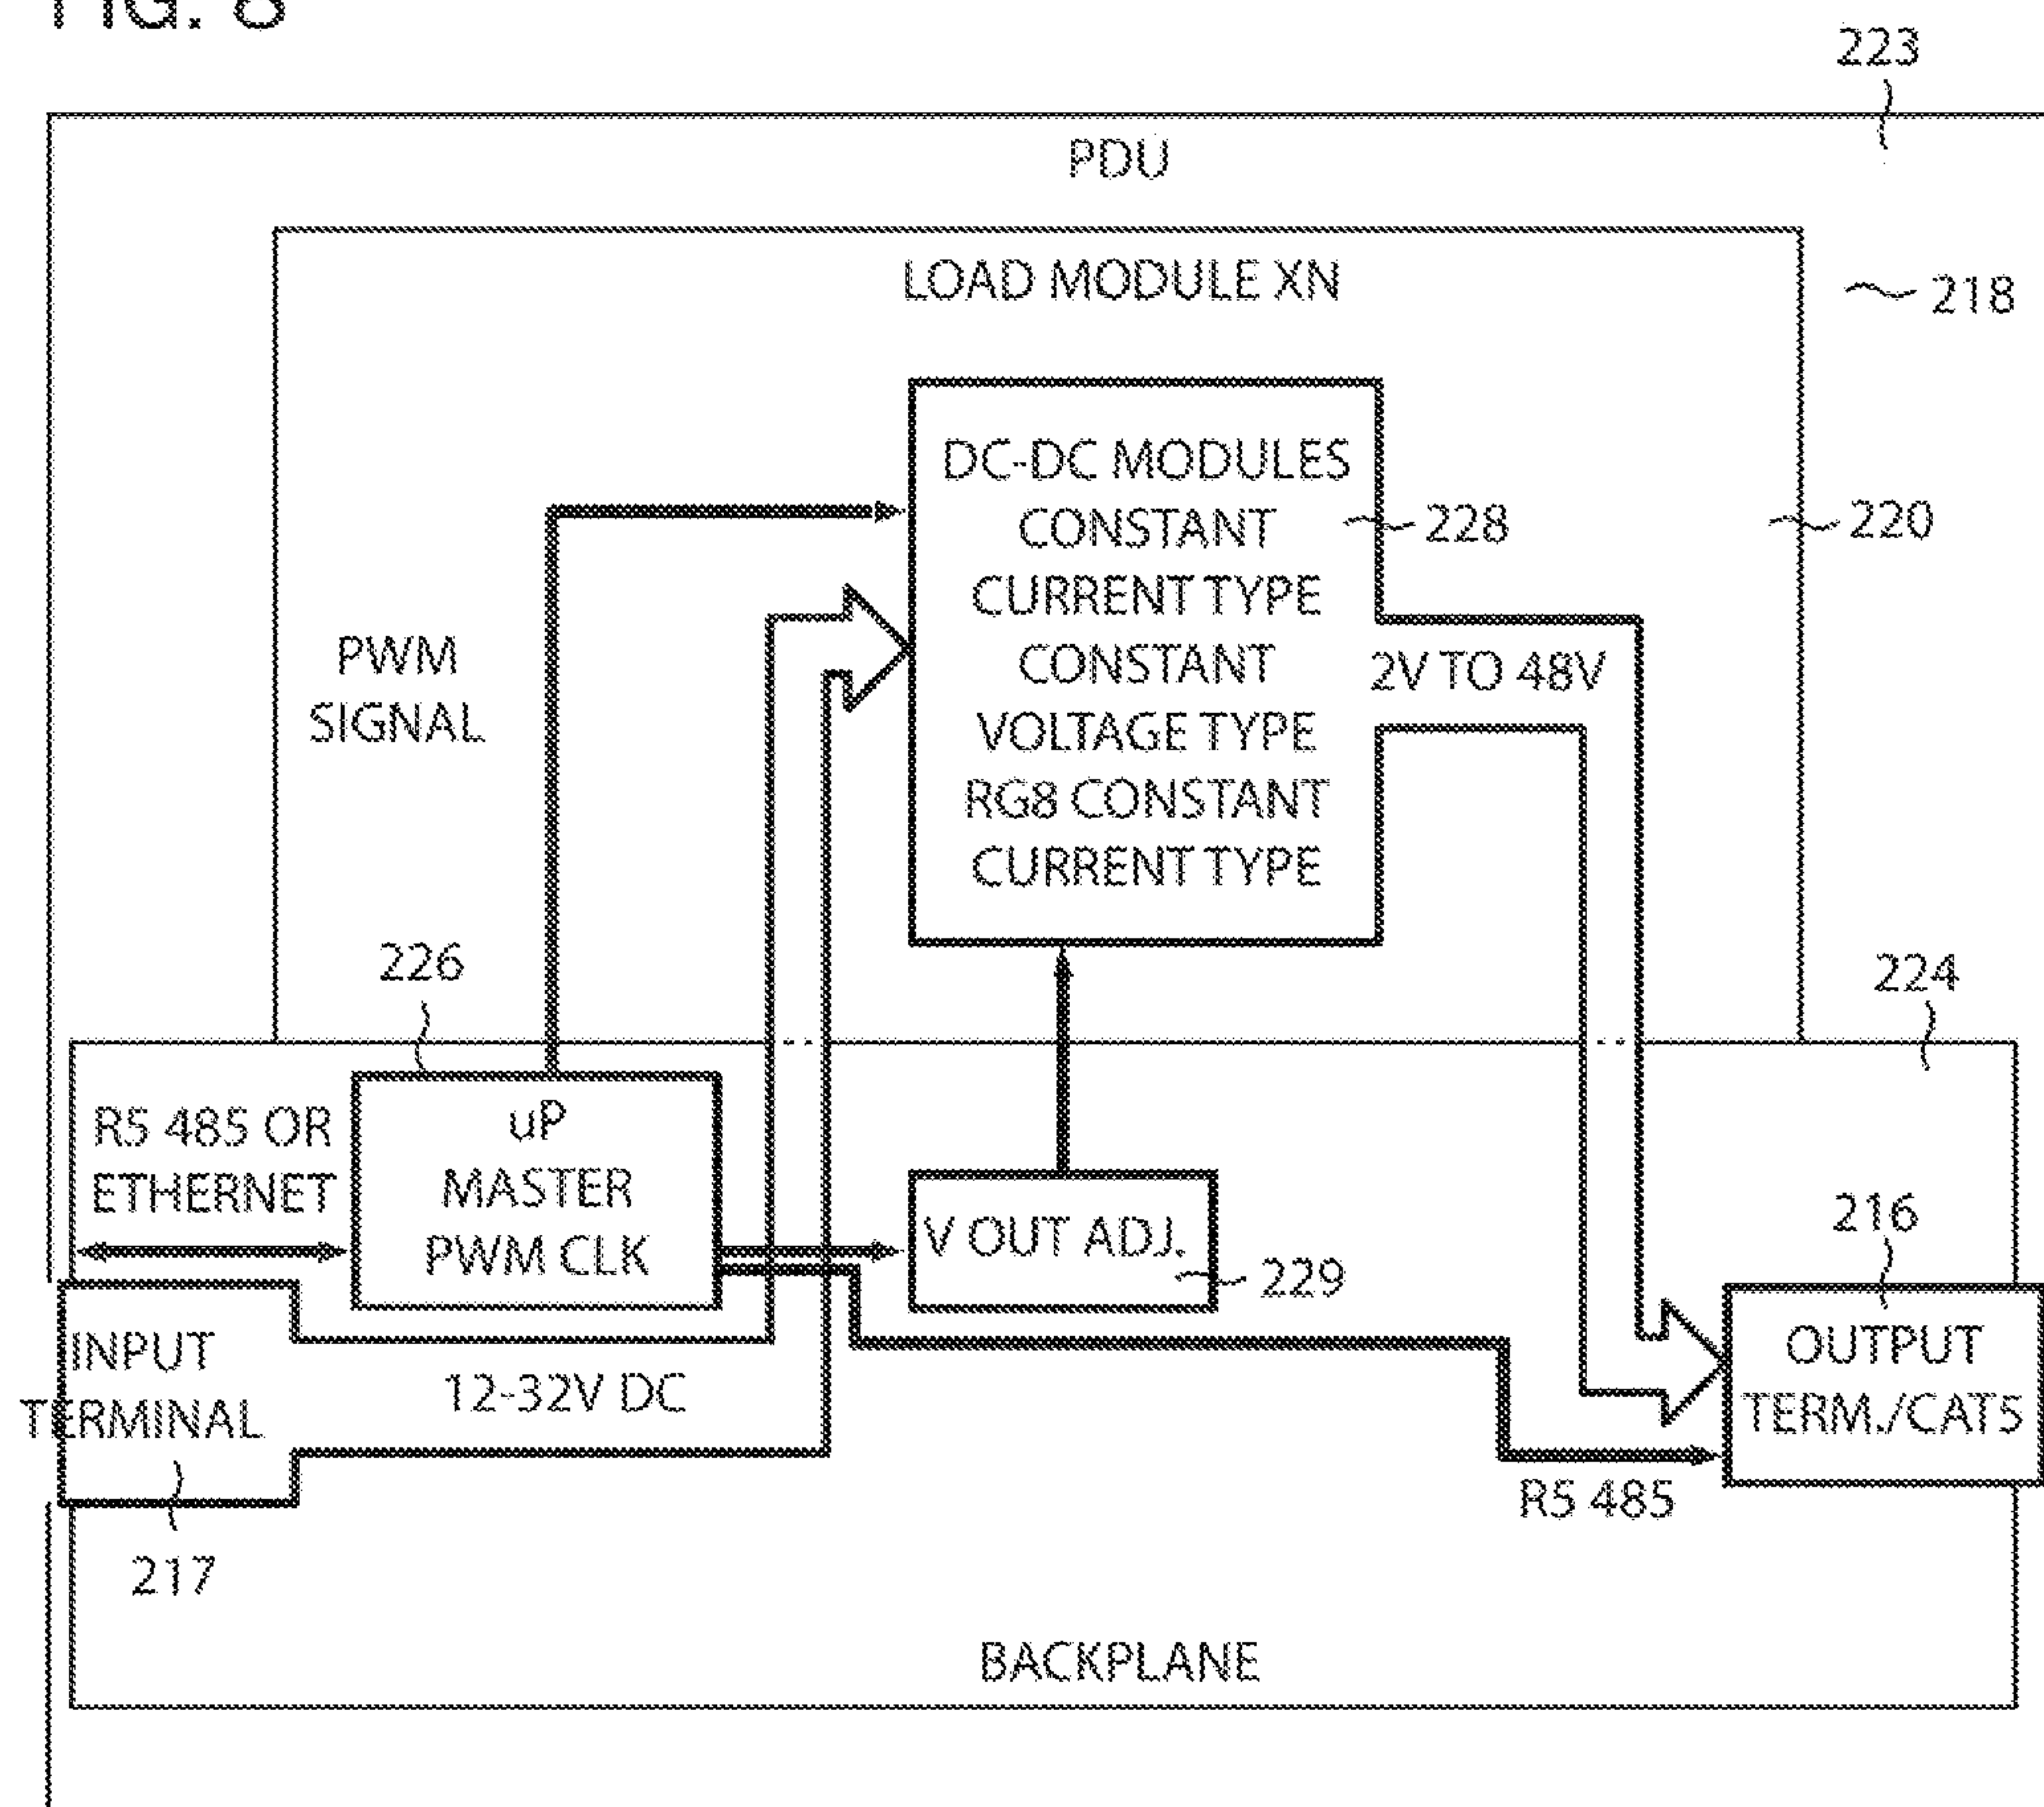 FIG. 8
223
PDU
LOAD MODULE XN
218
DC-DC MODULES
CONSTANT
CURRENT TYPE
CONSTANT
VOLTAGE TYPE
RG8 CONSTANT
CURRENT TYPE
228
220
PWM
SIGNAL
2V TO 48V
226
224
R5 485 OR
ETHERNET
uP
MASTER
PWM CLK
V OUT ADJ.
229
216
INPUT
TERMINAL
12-32V DC
OUTPUT
TERM./CAT5
R5 485
217
BACKPLANE